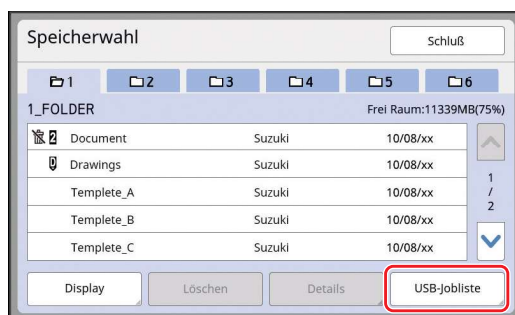 Speicherwahl Schluß
1 2 3 4 5 6
1_FOLDER Frei Raum:11339MB(75%)
2 Document Suzuki 10/08/xx
Drawings Suzuki 10/08/xx
Templete_A Suzuki 10/08/xx
Templete_B Suzuki 10/08/xx
Templete_C Suzuki 10/08/xx
1
/
2
Display Löschen Details USB-Jobliste